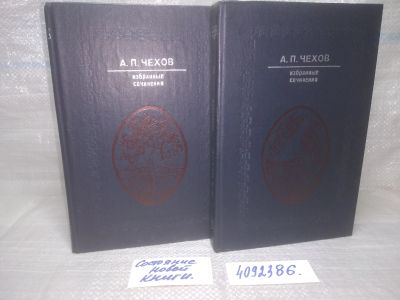 А. П. ЧЕХОВ
избранные
сочинения
А. П. ЧЕХОВ
избранные
сочинения
Состояние
новой
книги.
4092386.